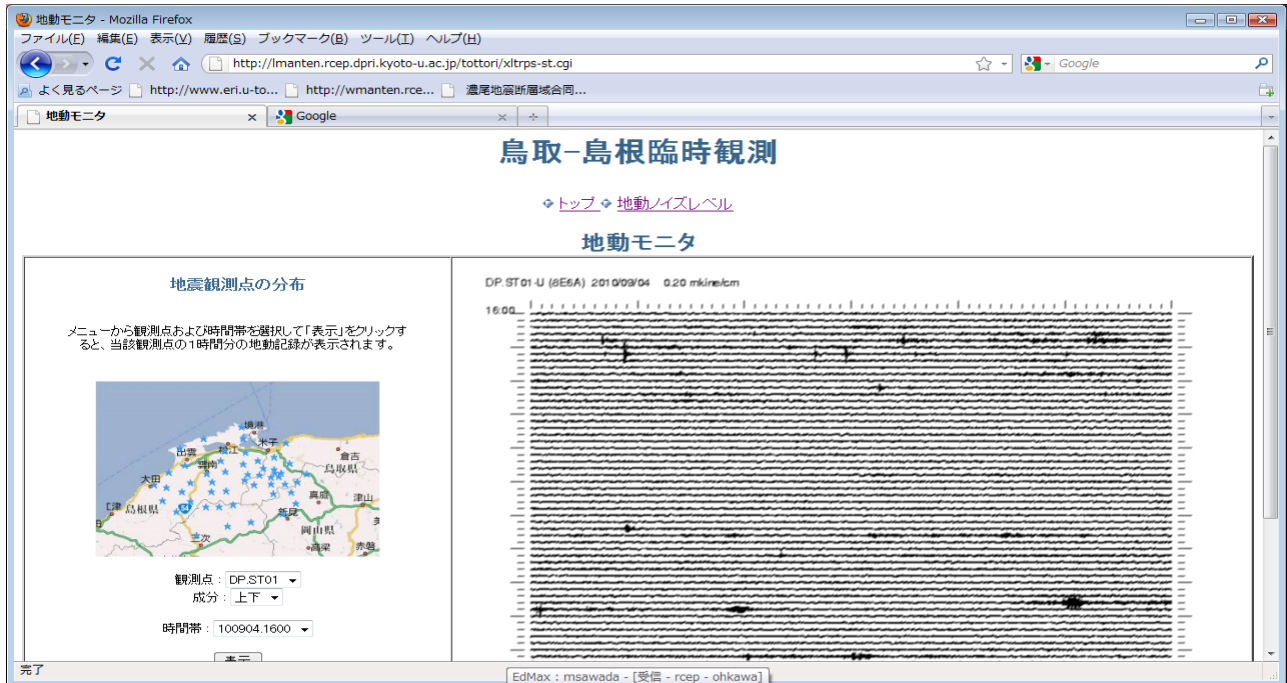 地動モニタ - Mozilla Firefox
ファイル(F) 編集(E) 表示(V) 履歴(S) ブックマーク(B) ツール(T) ヘルプ(H)
http://lmanten.rcep.dpri.kyoto-u.ac.jp/tottori/xltrps-st.cgi
Google
よく見るページ http://www.eri.u-to... http://wmanten.rce... 濃尾地震断層域合同...
地動モニタ Google
鳥取-島根臨時観測
トップ 地動ノイズレベル
地動モニタ
地震観測点の分布
メニューから観測点および時間帯を選択して「表示」をクリックす
ると、当該観測点の1時間分の地動記録が表示されます。
境港
米子
出雲 松江
雲南
倉吉
鳥取県
大田
真庭 津山
江津 島根県
新見
岡山県
三次
高梁 赤磐
観測点 : DP.ST01
成分 : 上下
時間帯 : 100904.1600
表示
DP.ST01-U (8E6A) 2010/09/04 0.20 mkine/cm
16:00
完了
EdMax : msawada - [受信 - rcep - ohkawa]